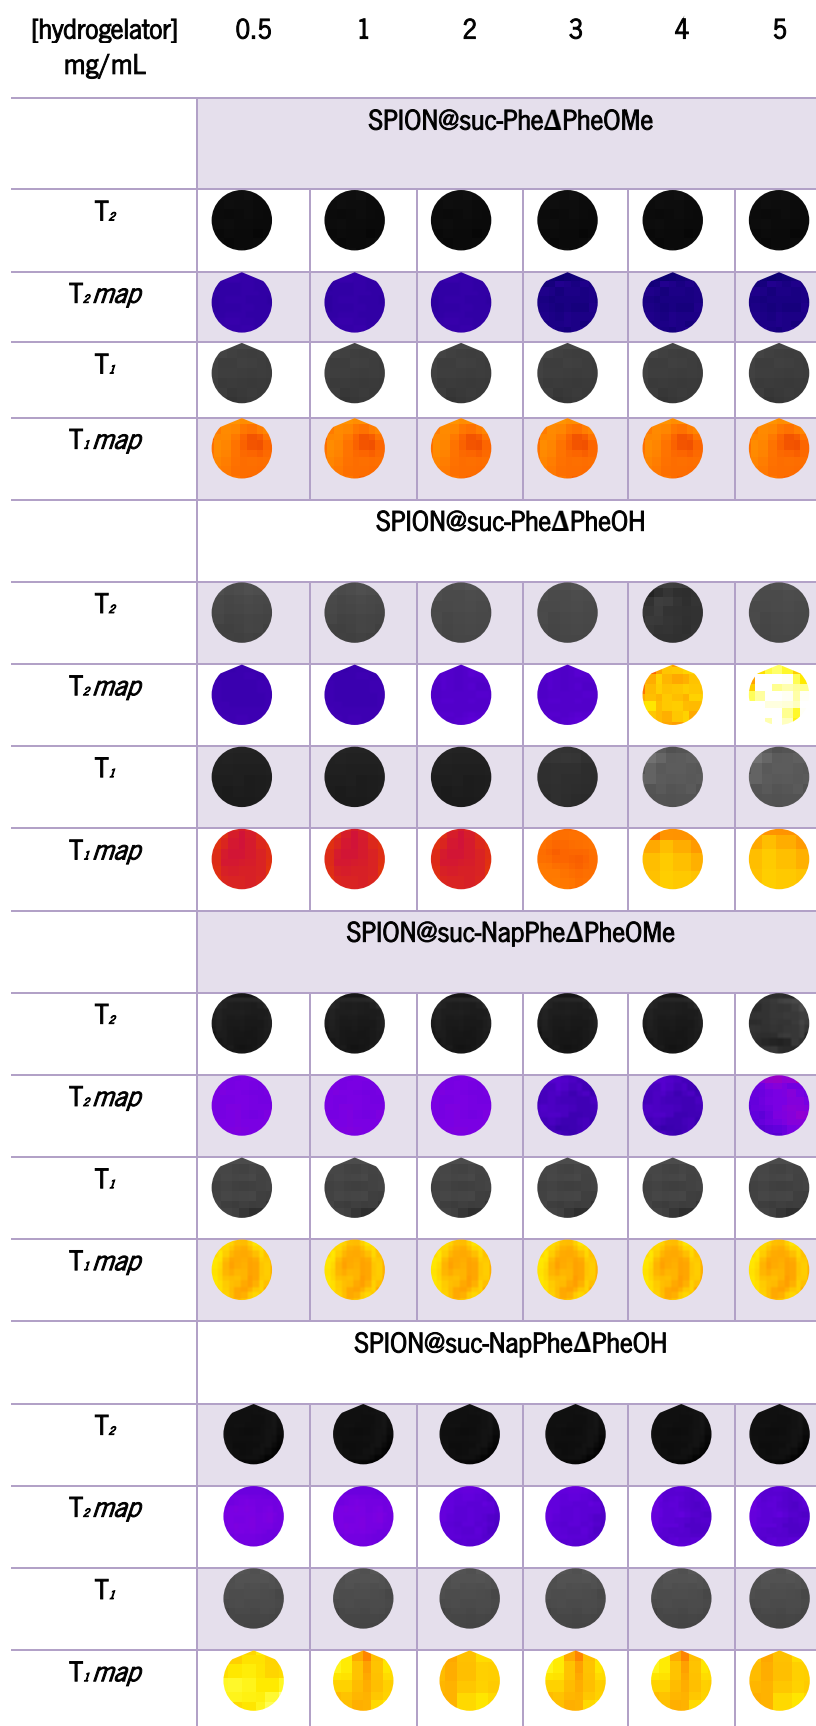 [hydrogelator] 0.5 1 2 3 4 5
mg/mL
SPION@suc-PheΔPheOMe
T₂
T₂ map
T₁
T₁ map
SPION@suc-PheΔPheOH
T₂
T₂ map
T₁
T₁ map
SPION@suc-NapPheΔPheOMe
T₂
T₂ map
T₁
T₁ map
SPION@suc-NapPheΔPheOH
T₂
T₂ map
T₁
T₁ map